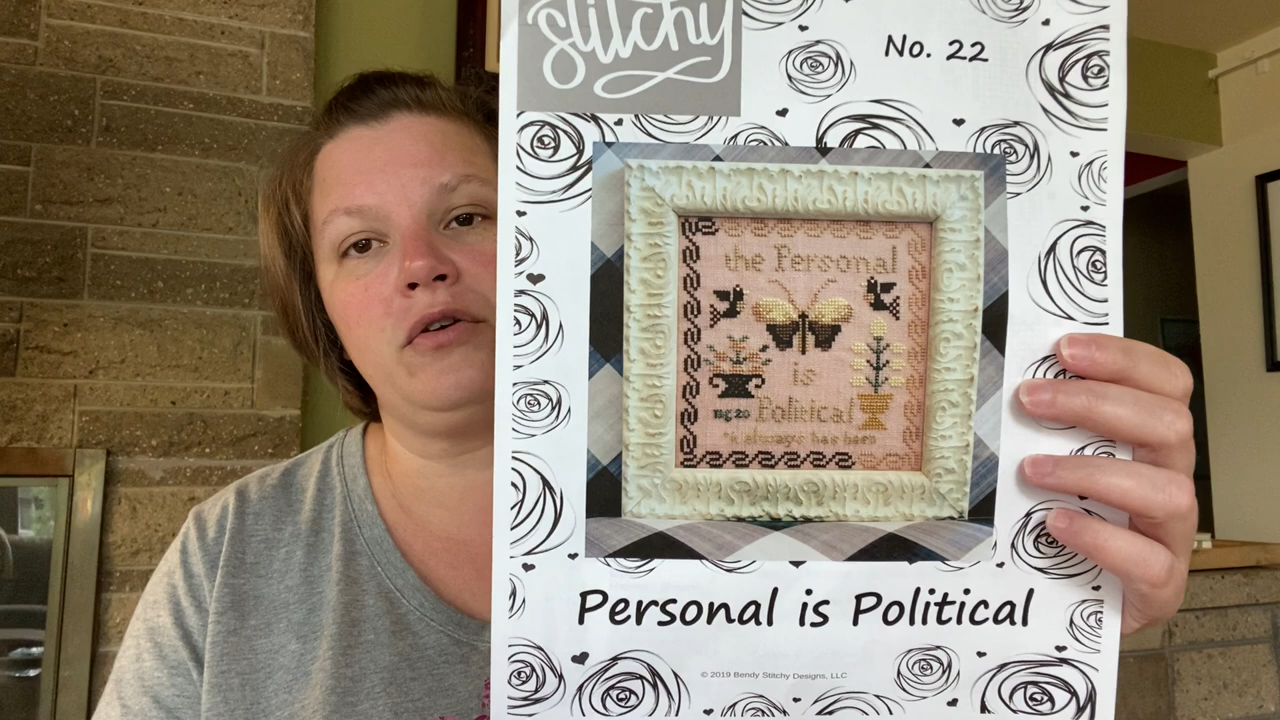 stitchy
No. 22
the Personal
is
Political
"it always has been"
Personal is Political
© 2019 Bendy Stitchy Designs, LLC